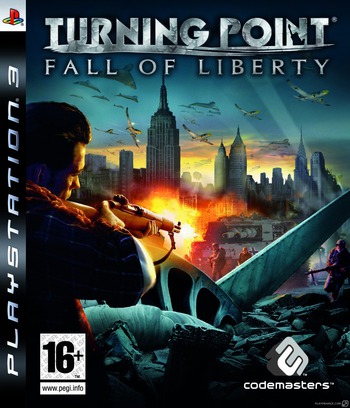 PLAYSTATION 3
TURNING POINT®
FALL OF LIBERTY
16+
www.pegi.info
codemasters®